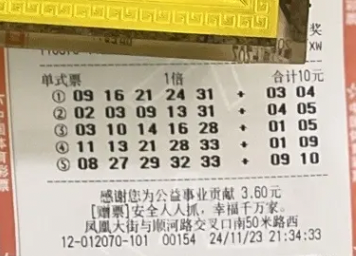 奖
XW
单式票 1倍 合计10元
① 09 16 21 24 31 + 03 04
② 02 03 09 13 31 + 04 05
③ 03 10 14 16 28 + 01 05
④ 11 13 21 28 33 + 01 09
⑤ 08 27 29 32 33 + 09 10
感谢您为公益事业贡献 3.60元
[赠票]安全人人抓，幸福千万家。
凤凰大街与顺河路交叉口南50米路西
12-012070-101 00154 24/11/23 21:34:33